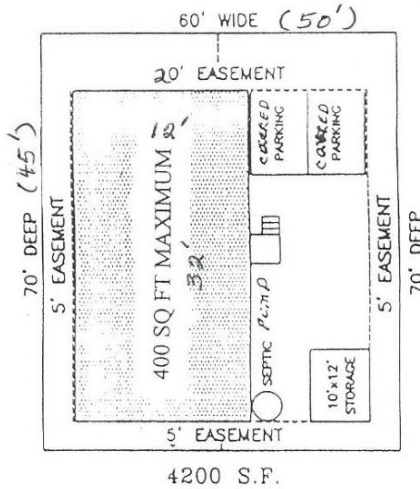 60' WIDE (50')
20' EASEMENT
70' DEEP (45')
5' EASEMENT
400 SQ FT MAXIMUM
12'
32'
COVERED
PARKING
COVERED
PARKING
5' EASEMENT
70' DEEP
SEPTIC PUMP
10'x12'
STORAGE
5' EASEMENT
4200 S.F.